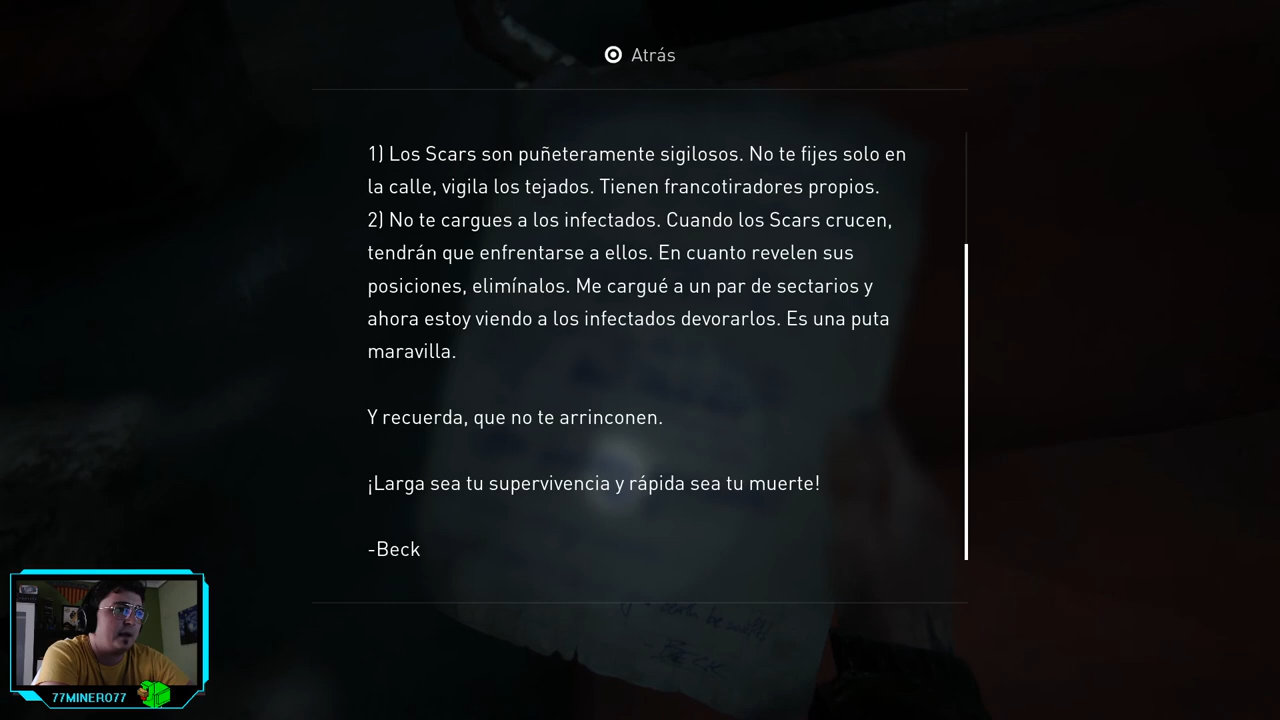 Atrás
1) Los Scars son puñeteramente sigilosos. No te fijes solo en
la calle, vigila los tejados. Tienen francotiradores propios.
2) No te cargues a los infectados. Cuando los Scars crucen,
tendrán que enfrentarse a ellos. En cuanto revelen sus
posiciones, elimínalos. Me cargué a un par de sectarios y
ahora estoy viendo a los infectados devorarlos. Es una puta
maravilla.
Y recuerda, que no te arrinconen.
¡Larga sea tu supervivencia y rápida sea tu muerte!
-Beck
77MINERO77